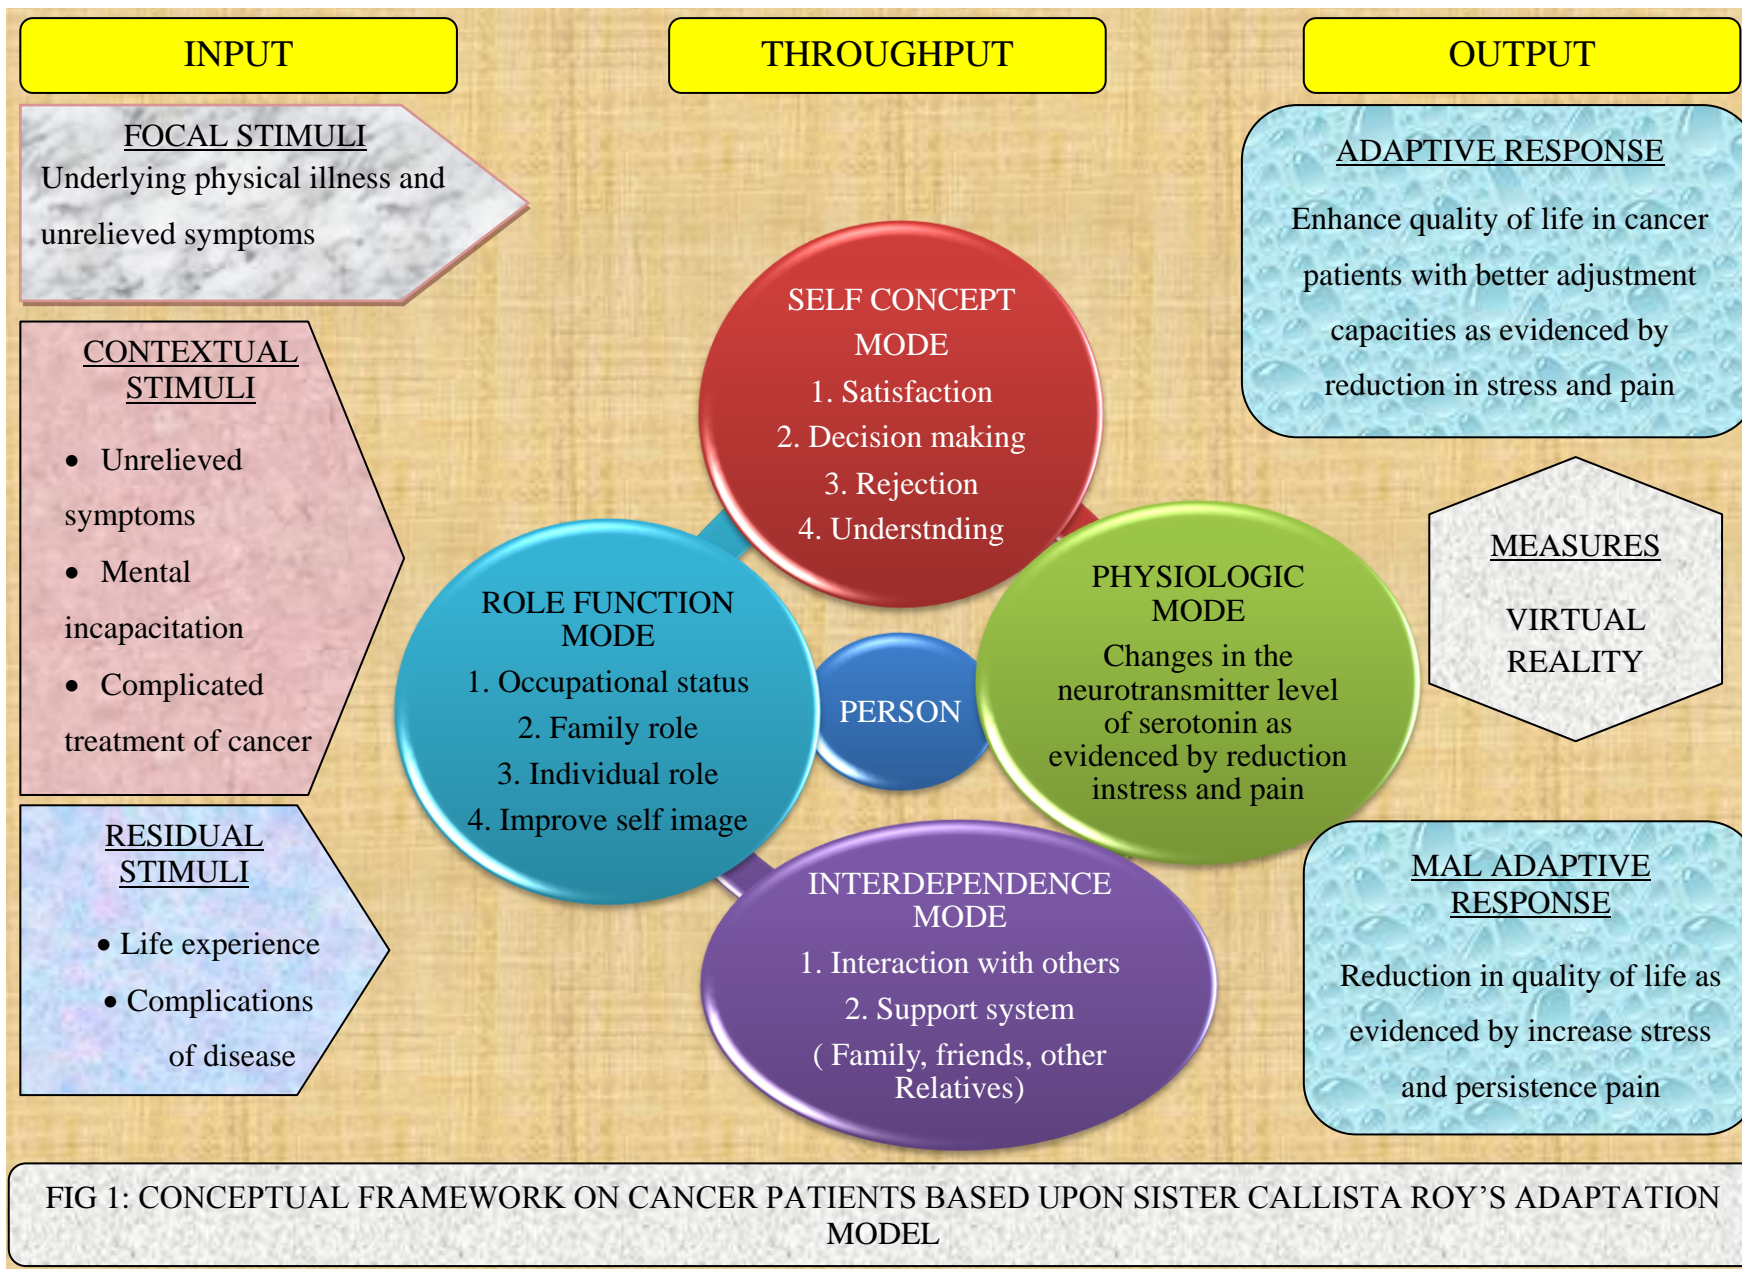 INPUT
THROUGHPUT
OUTPUT
FOCAL STIMULI
Underlying physical illness and
unrelieved symptoms
CONTEXTUAL
STIMULI
• Unrelieved
symptoms
• Mental
incapacitation
• Complicated
treatment of cancer
RESIDUAL
STIMULI
• Life experience
• Complications
of disease
SELF CONCEPT
MODE
1. Satisfaction
2. Decision making
3. Rejection
4. Understnding
ROLE FUNCTION
MODE
1. Occupational status
2. Family role
3. Individual role
4. Improve self image
PERSON
PHYSIOLOGIC
MODE
Changes in the
neurotransmitter level
of serotonin as
evidenced by reduction
instress and pain
INTERDEPENDENCE
MODE
1. Interaction with others
2. Support system
( Family, friends, other
Relatives)
ADAPTIVE RESPONSE
Enhance quality of life in cancer
patients with better adjustment
capacities as evidenced by
reduction in stress and pain
MEASURES
VIRTUAL
REALITY
MAL ADAPTIVE
RESPONSE
Reduction in quality of life as
evidenced by increase stress
and persistence pain
FIG 1: CONCEPTUAL FRAMEWORK ON CANCER PATIENTS BASED UPON SISTER CALLISTA ROY’S ADAPTATION
MODEL